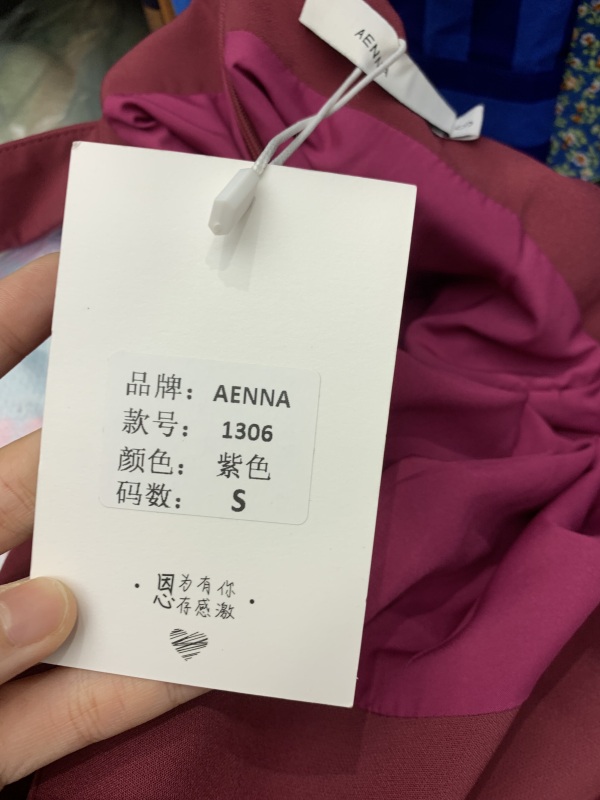 AENNA
品牌： AENNA
款号： 1306
颜色： 紫色
码数： S
· 因为有你
心存感激 ·